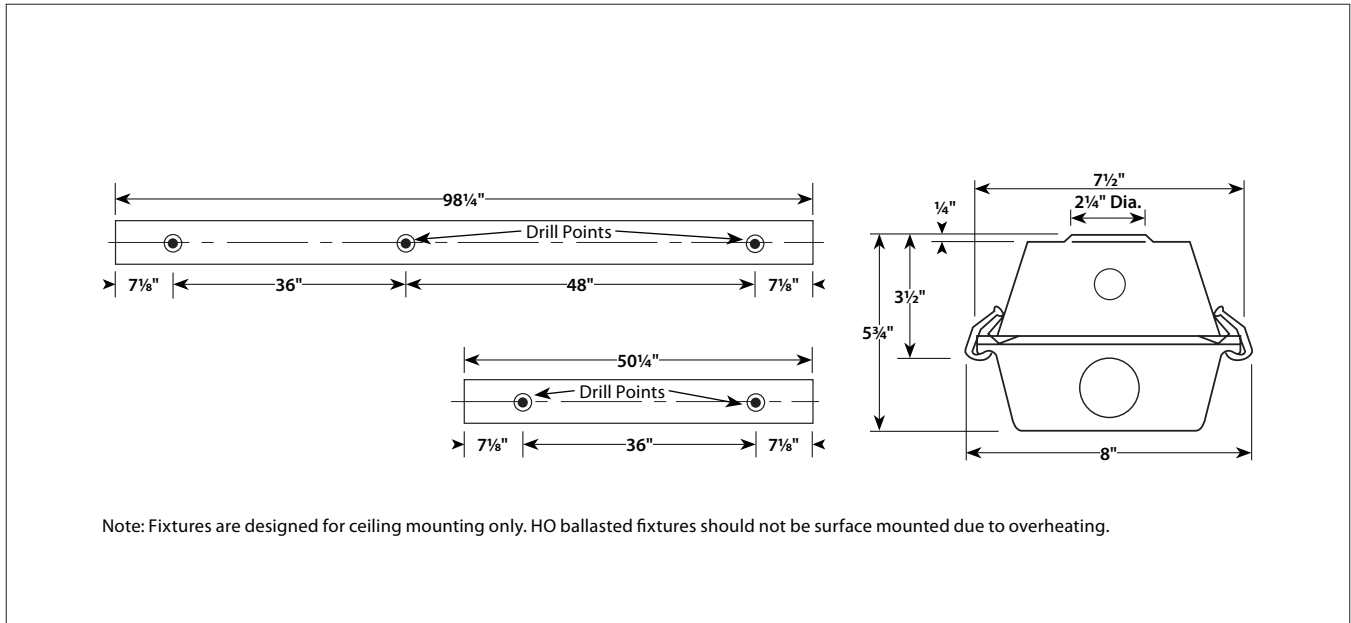 98¼"
Drill Points
7⅛" 36" 48" 7⅛"
50¼"
Drill Points
7⅛" 36" 7⅛"
7½"
¼" 2¼" Dia.
3½"
5¾"
8"
Note: Fixtures are designed for ceiling mounting only. HO ballasted fixtures should not be surface mounted due to overheating.